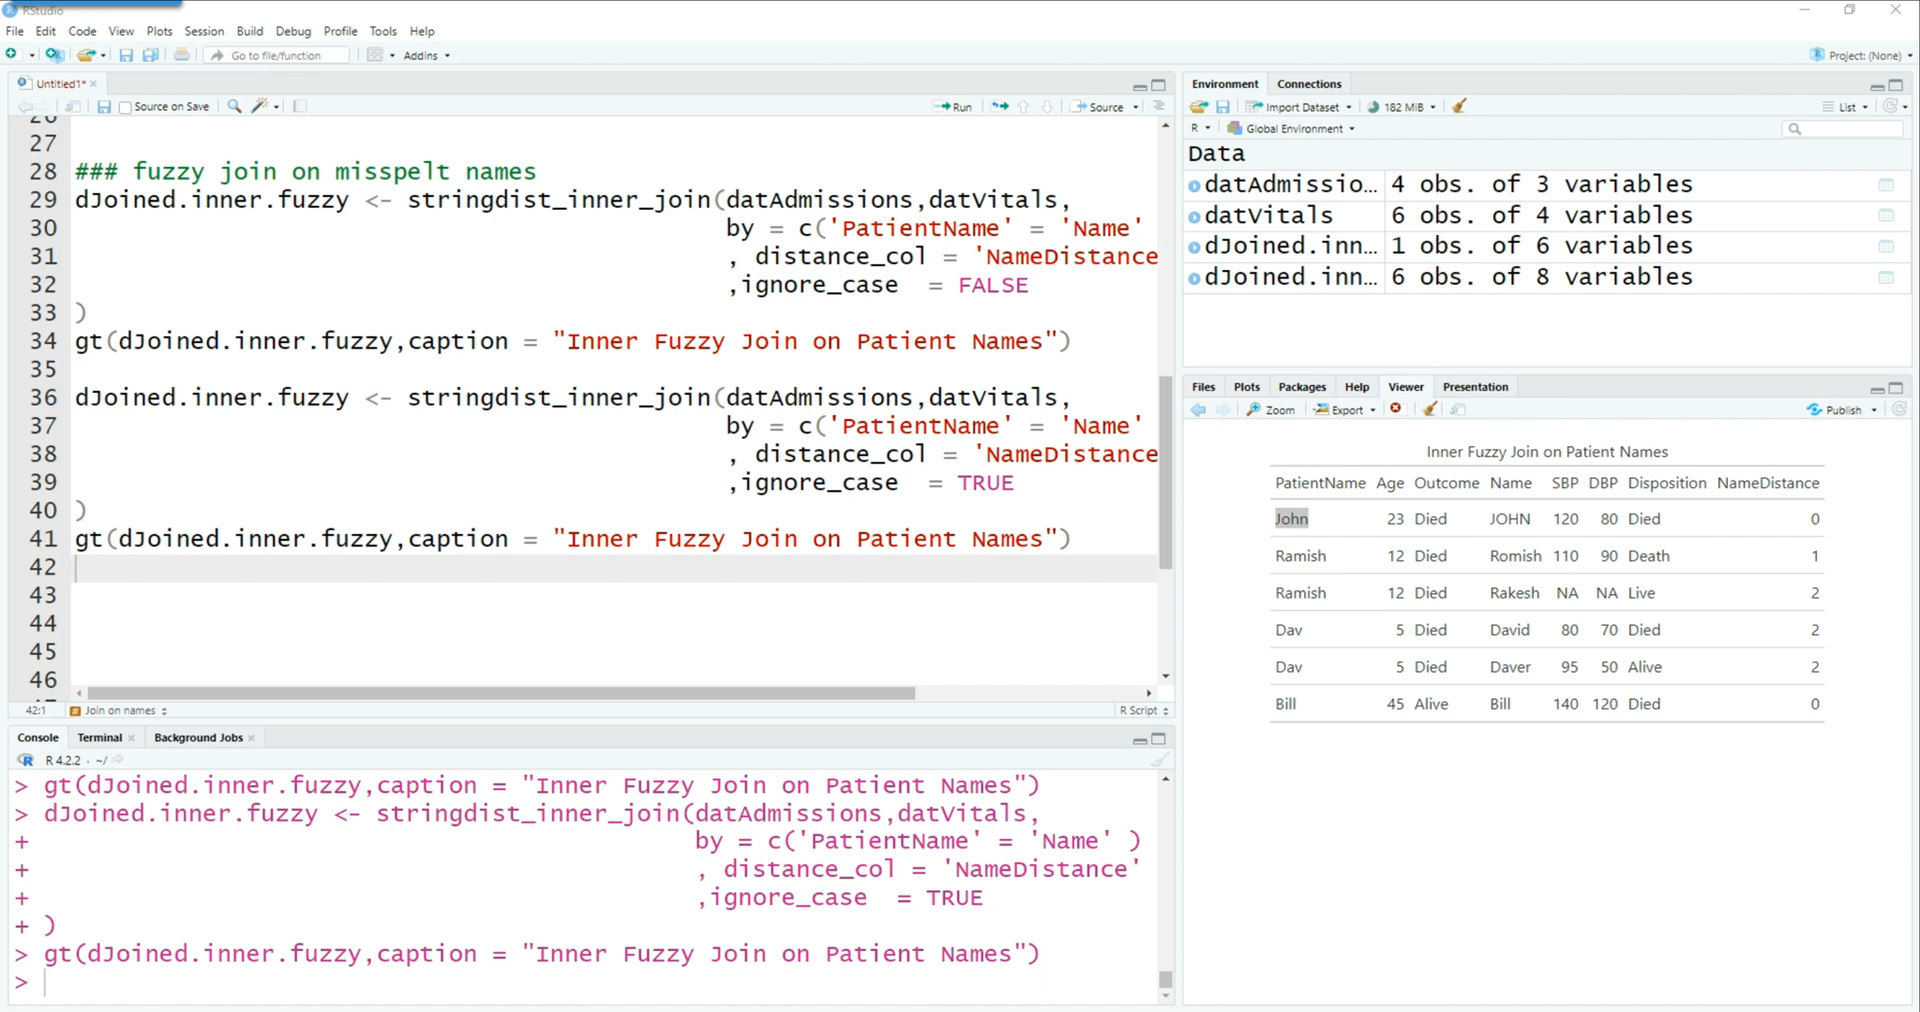 RStudio
File Edit Code View Plots Session Build Debug Profile Tools Help
Go to file/function Addins Project: (None)
Untitled1*
Source on Save Run Source
26
27
28 ### fuzzy join on misspelt names
29 dJoined.inner.fuzzy <- stringdist_inner_join(datAdmissions,datVitals,
30 by = c('PatientName' = 'Name'
31 , distance_col = 'NameDistance
32 ,ignore_case = FALSE
33 )
34 gt(dJoined.inner.fuzzy,caption = "Inner Fuzzy Join on Patient Names")
35
36 dJoined.inner.fuzzy <- stringdist_inner_join(datAdmissions,datVitals,
37 by = c('PatientName' = 'Name'
38 , distance_col = 'NameDistance
39 ,ignore_case = TRUE
40 )
41 gt(dJoined.inner.fuzzy,caption = "Inner Fuzzy Join on Patient Names")
42
43
44
45
46
42:1 # Join on names R Script
Console Terminal Background Jobs
R 4.2.2 . ~/
> gt(dJoined.inner.fuzzy,caption = "Inner Fuzzy Join on Patient Names")
> dJoined.inner.fuzzy <- stringdist_inner_join(datAdmissions,datVitals,
+ by = c('PatientName' = 'Name' )
+ , distance_col = 'NameDistance'
+ ,ignore_case = TRUE
+ )
> gt(dJoined.inner.fuzzy,caption = "Inner Fuzzy Join on Patient Names")
>
Environment Connections
Import Dataset 182 MiB List
R Global Environment
Data
datAdmissio... 4 obs. of 3 variables
datVitals 6 obs. of 4 variables
dJoined.inn... 1 obs. of 6 variables
dJoined.inn... 6 obs. of 8 variables
Files Plots Packages Help Viewer Presentation
Zoom Export Publish
Inner Fuzzy Join on Patient Names
PatientName Age Outcome Name SBP DBP Disposition NameDistance
John 23 Died JOHN 120 80 Died 0
Ramish 12 Died Romish 110 90 Death 1
Ramish 12 Died Rakesh NA NA Live 2
Dav 5 Died David 80 70 Died 2
Dav 5 Died Daver 95 50 Alive 2
Bill 45 Alive Bill 140 120 Died 0